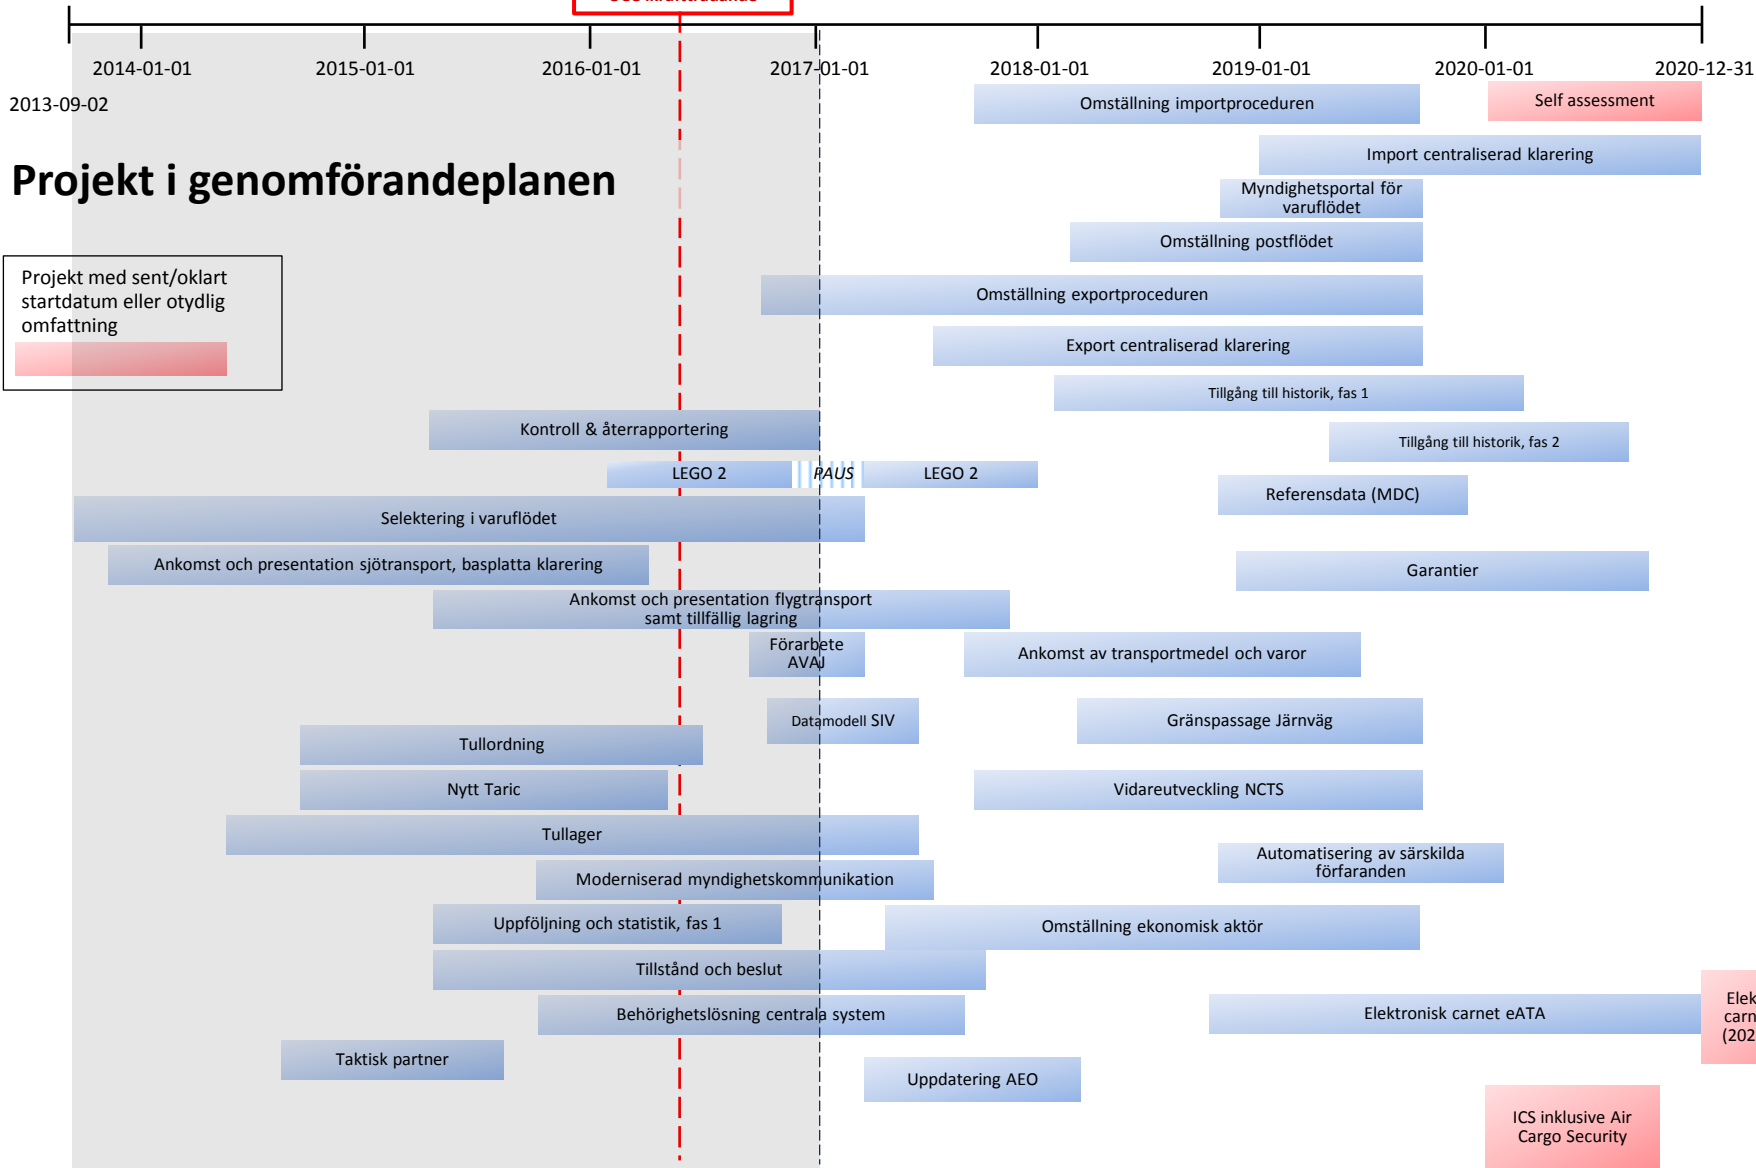 2014-01-01
2015-01-01
2016-01-01
2017-01-01
2018-01-01
2019-01-01
2020-01-01
2020-12-31
2013-09-02
Omställning importproceduren
Self assessment
Import centraliserad klarering
Projekt i genomförandeplanen
Myndighetsportal för
varuflödet
Omställning postflödet
Projekt med sent/oklart
startdatum eller otydlig
omfattning
Omställning exportproceduren
Export centraliserad klarering
Tillgång till historik, fas 1
Kontroll & återrapportering
Tillgång till historik, fas 2
LEGO 2
PAUS
LEGO 2
Referensdata (MDC)
Selektering i varuflödet
Ankomst och presentation sjötransport, basplatta klarering
Garantier
Ankomst och presentation flygtransport
samt tillfällig lagring
Förarbete
AVAJ
Ankomst av transportmedel och varor
Datamodell SIV
Gränspassage Järnväg
Tullordning
Nytt Taric
Vidareutveckling NCTS
Tullager
Automatisering av särskilda
förfaranden
Moderniserad myndighetskommunikation
Uppföljning och statistik, fas 1
Omställning ekonomisk aktör
Tillstånd och beslut
Behörighetslösning centrala system
Elektronisk carnet eATA
Elek
carn
(202
Taktisk partner
Uppdatering AEO
ICS inklusive Air
Cargo Security